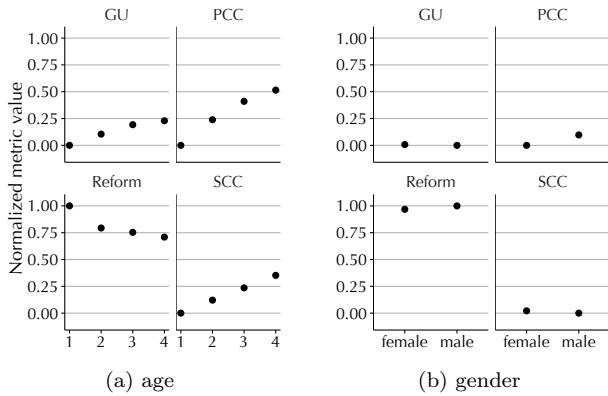 GU PCC GU PCC
Normalized metric value
1.00 1.00
0.75 0.75
0.50 0.50
0.25 0.25
0.00 0.00
Reform SCC Reform SCC
1.00 1.00
0.75 0.75
0.50 0.50
0.25 0.25
0.00 0.00
1 2 3 4 1 2 3 4 female male female male
(a) age (b) gender